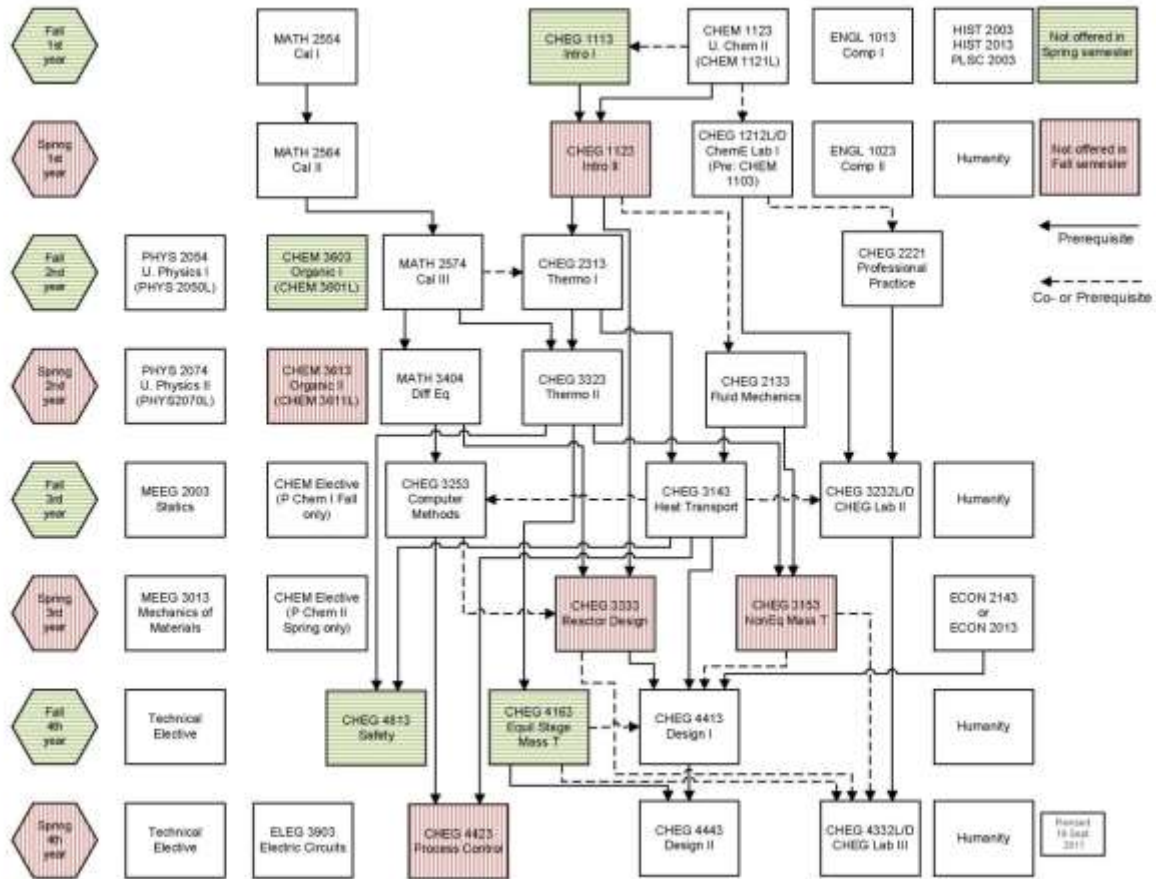 Fall
1st
year
MATH 2554
Cal I
CHEG 1113
Intro I
CHEM 1123
U. Chem II
(CHEM 1121L)
ENGL 1013
Comp I
HIST 2003
HIST 2013
PLSC 2003
Not offered in
Spring semester
Spring
1st
year
MATH 2564
Cal II
CHEG 1123
Intro II
CHEG 1212L/D
ChemE Lab I
(Pre: CHEM
1103)
ENGL 1023
Comp II
Humanity
Not offered in
Fall semester
Prerequisite
Co- or Prerequisite
Fall
2nd
year
PHYS 2054
U. Physics I
(PHYS 2050L)
CHEM 3603
Organic I
(CHEM 3601L)
MATH 2574
Cal III
CHEG 2313
Thermo I
CHEG 2221
Professional
Practice
Spring
2nd
year
PHYS 2074
U. Physics II
(PHYS2070L)
CHEM 3613
Organic II
(CHEM 3611L)
MATH 3404
Diff Eq
CHEG 3323
Thermo II
CHEG 2133
Fluid Mechanics
Fall
3rd
year
MEEG 2003
Statics
CHEM Elective
(P Chem I Fall
only)
CHEG 3253
Computer
Methods
CHEG 3143
Heat Transport
CHEG 3232L/D
CHEG Lab II
Humanity
Spring
3rd
year
MEEG 3013
Mechanics of
Materials
CHEM Elective
(P Chem II
Spring only)
CHEG 3333
Reactor Design
CHEG 3153
NonEq Mass T
ECON 2143
or
ECON 2013
Fall
4th
year
Technical
Elective
CHEG 4813
Safety
CHEG 4163
Equil Stage
Mass T
CHEG 4413
Design I
Humanity
Spring
4th
year
Technical
Elective
ELEG 3903
Electric Circuits
CHEG 4423
Process Control
CHEG 4443
Design II
CHEG 4332L/D
CHEG Lab III
Humanity
Revised
19 Sept
2011